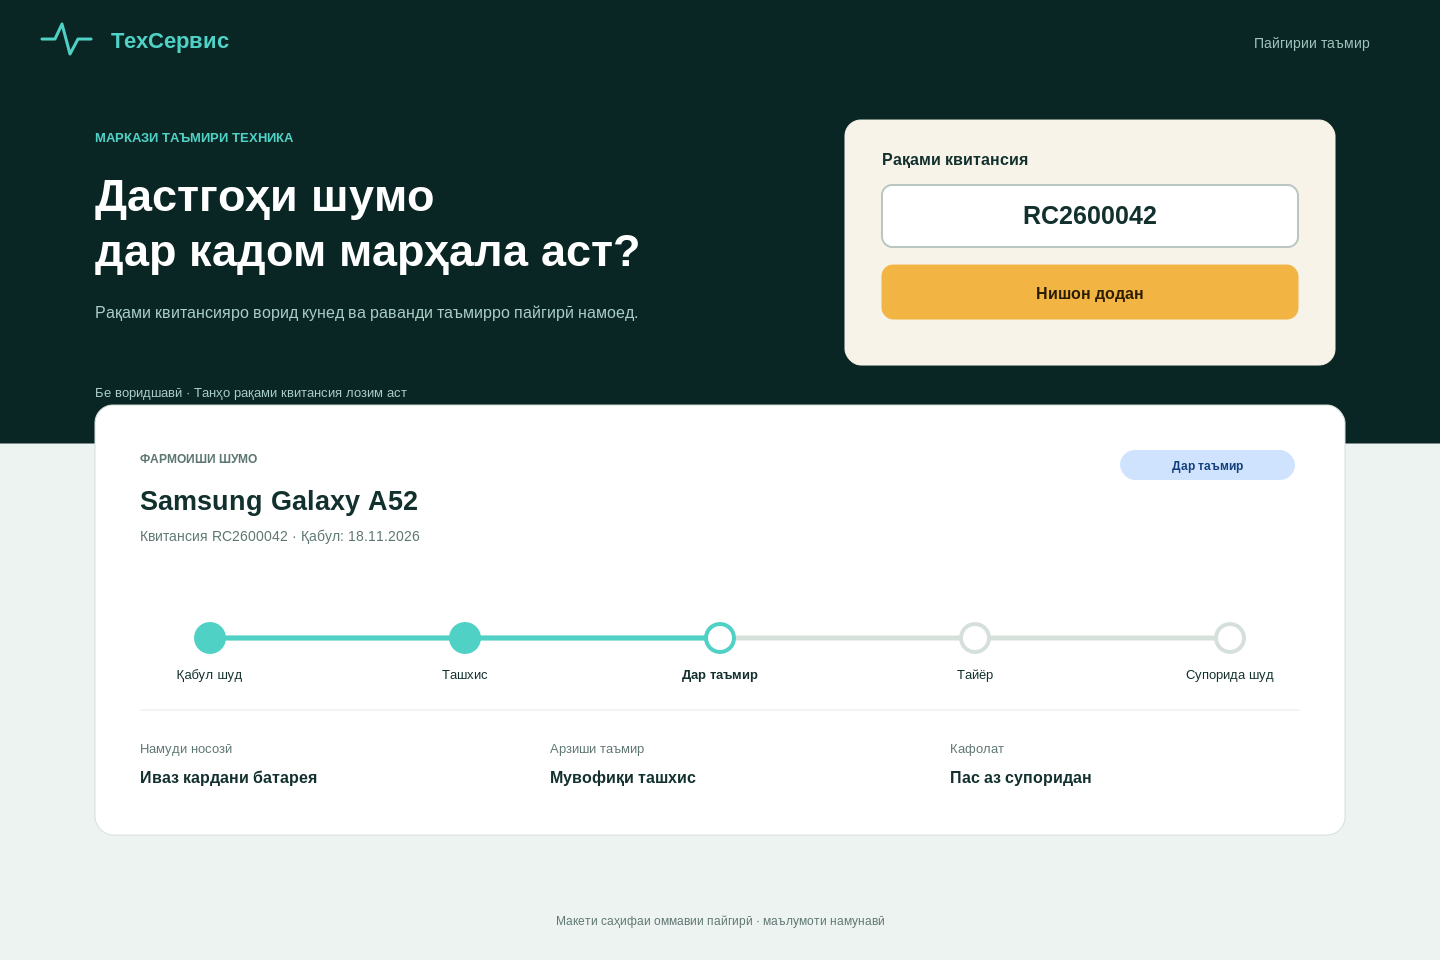 ТехСервис
Пайгирии таъмир
МАРКАЗИ ТАЪМИРИ ТЕХНИКА
Дастгоҳи шумо
дар кадом марҳала аст?
Рақами квитансияро ворид кунед ва раванди таъмирро пайгирӣ намоед.
Бе воридшавӣ · Танҳо рақами квитансия лозим аст
Рақами квитансия
RC2600042
Нишон додан
ФАРМОИШИ ШУМО
Дар таъмир
Samsung Galaxy A52
Квитансия RC2600042 · Қабул: 18.11.2026
Қабул шуд
Ташхис
Дар таъмир
Тайёр
Супорида шуд
Намуди носозӣ
Иваз кардани батарея
Арзиши таъмир
Мувофиқи ташхис
Кафолат
Пас аз супоридан
Макети саҳифаи оммавии пайгирӣ · маълумоти намунавӣ